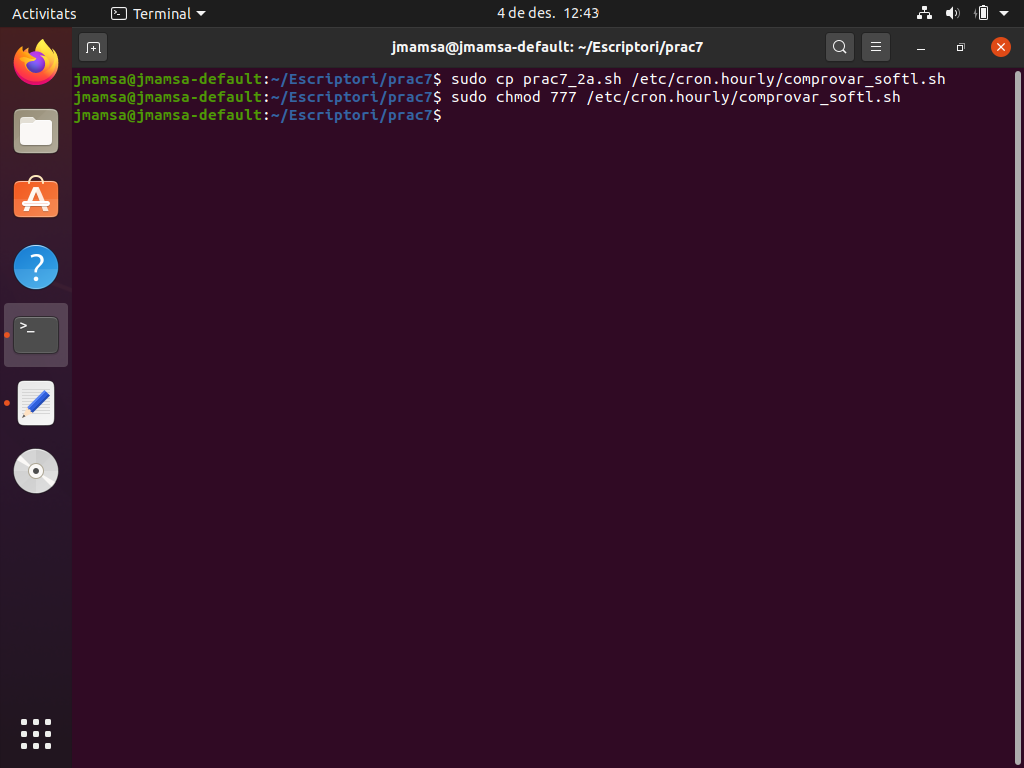 Activitats Terminal 4 de des. 12:43
jmamsa@jmamsa-default: ~/Escriptori/prac7
jmamsa@jmamsa-default:~/Escriptori/prac7$ sudo cp prac7_2a.sh /etc/cron.hourly/comprovar_softl.sh
jmamsa@jmamsa-default:~/Escriptori/prac7$ sudo chmod 777 /etc/cron.hourly/comprovar_softl.sh
jmamsa@jmamsa-default:~/Escriptori/prac7$